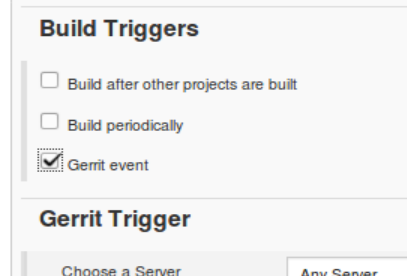 Build Triggers
Build after other projects are built
Build periodically
Gerrit event
Gerrit Trigger
Choose a Server
Any Server